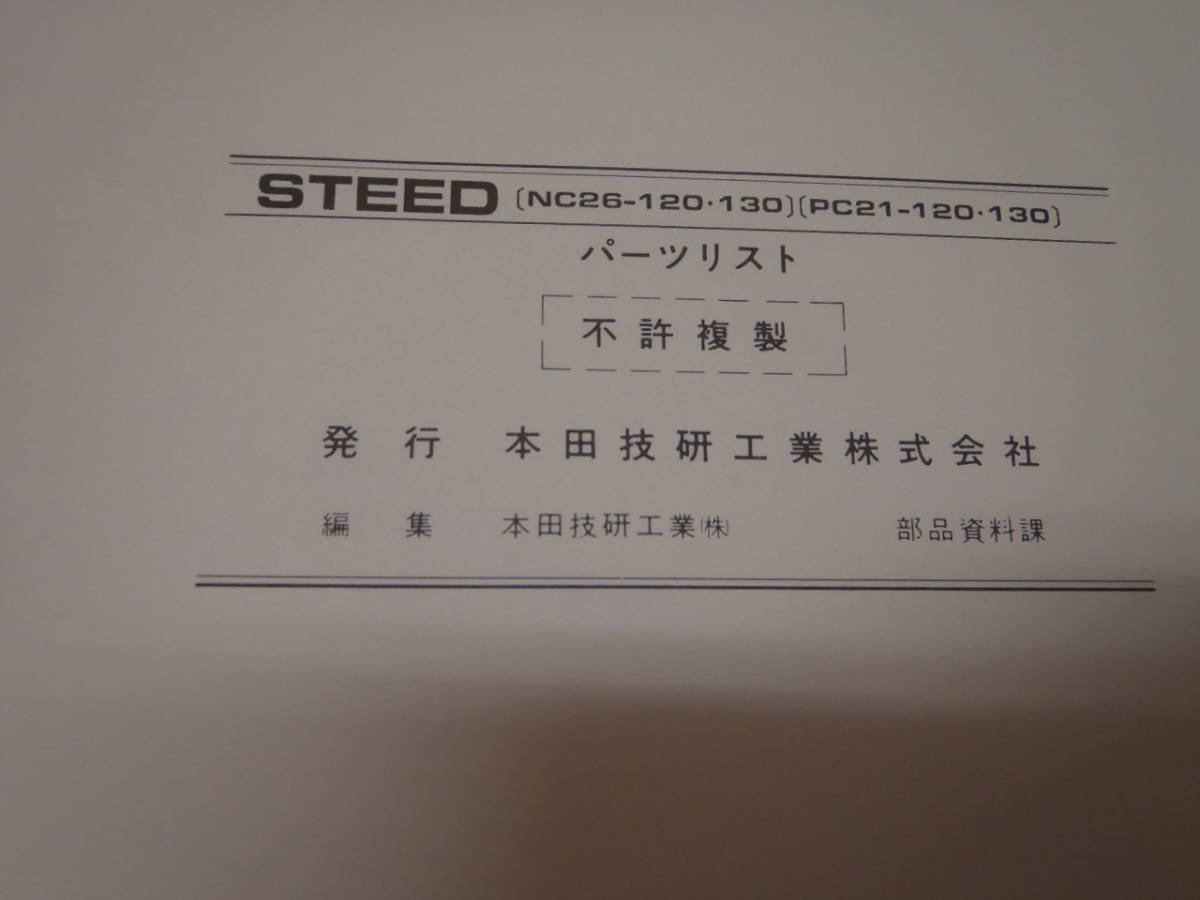 STEED〔NC26-120・130〕〔PC21-120・130〕
パーツリスト
不許複製
発行 本田技研工業株式会社
編集 本田技研工業㈱ 部品資料課